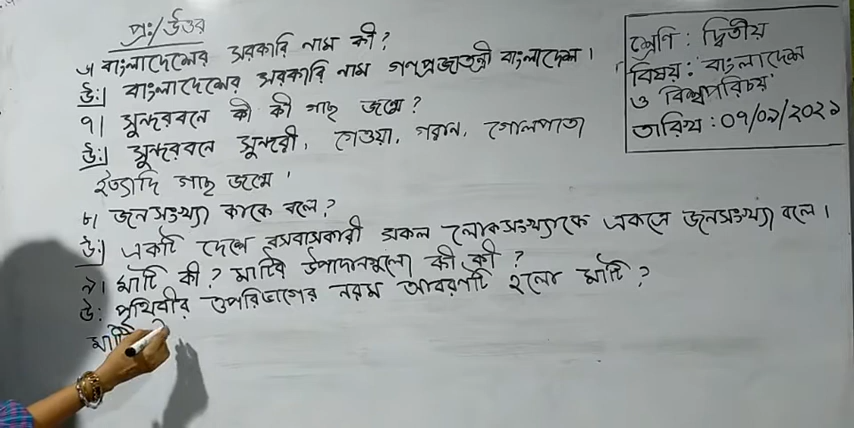 প্রঃ/উত্তর
৬। বাংলাদেশের সরকারি নাম কী?
উঃ। বাংলাদেশের সরকারি নাম গণপ্রজাতন্ত্রী বাংলাদেশ।
৭। সুন্দরবনে কী কী গাছ জন্মে?
উঃ। সুন্দরবনে সুন্দরী, গেওয়া, গরান, গোলপাতা
ইত্যাদি গাছ জন্মে।
৮। জনসংখ্যা কাকে বলে?
উঃ। একটি দেশে বসবাসকারী সকল লোকসংখ্যাকে একত্রে জনসংখ্যা বলে।
৯। মাটি কী? মাটির উপাদানগুলো কী কী?
উঃ পৃথিবীর উপরিভাগের নরম আবরণটি হলো মাটি?
মাটি
শ্রেণি: দ্বিতীয়
বিষয়: বাংলাদেশ
ও বিশ্বপরিচয়
তারিখ: ০৭/০৯/২০২১